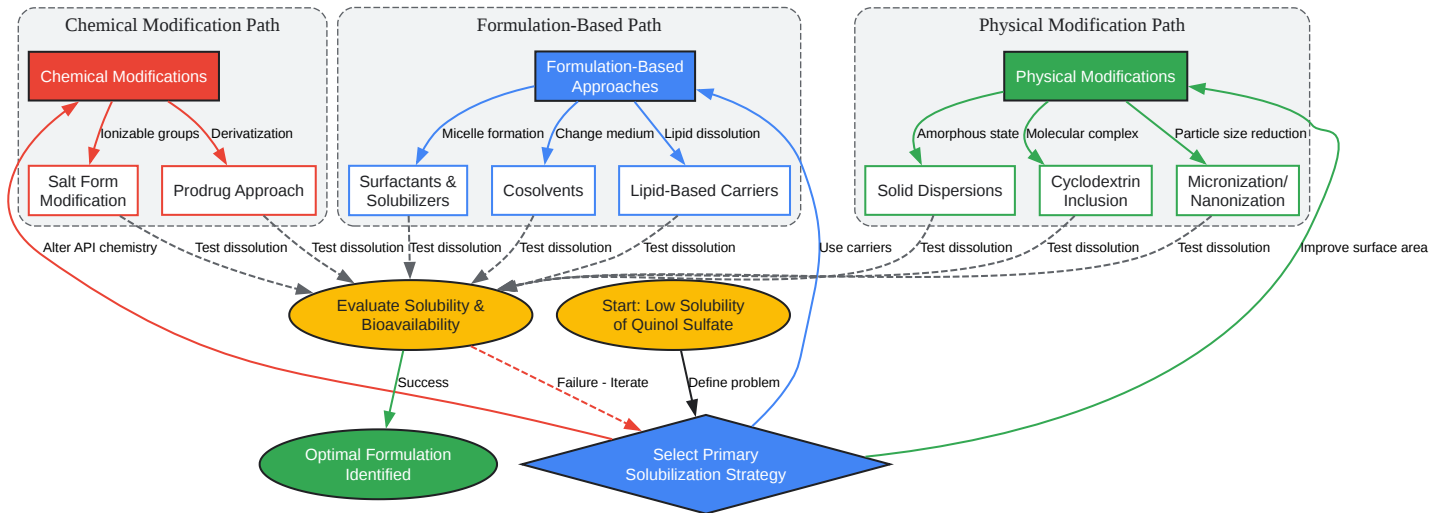 Chemical Modification Path
Formulation-Based Path
Physical Modification Path
Chemical Modifications
Formulation-Based
Approaches
Physical Modifications
Ionizable groups
Derivatization
Micelle formation
Change medium
Lipid dissolution
Amorphous state
Molecular complex
Particle size reduction
Salt Form
Modification
Prodrug Approach
Surfactants &
Solubilizers
Cosolvents
Lipid-Based Carriers
Solid Dispersions
Cyclodextrin
Inclusion
Micronization/
Nanonization
Alter API chemistry
Test dissolution
Test dissolution
Test dissolution
Test dissolution
Test dissolution
Use carriers
Test dissolution
Test dissolution
Test dissolution
Improve surface area
Evaluate Solubility &
Bioavailability
Start: Low Solubility
of Quinol Sulfate
Success
Failure - Iterate
Define problem
Optimal Formulation
Identified
Select Primary
Solubilization Strategy